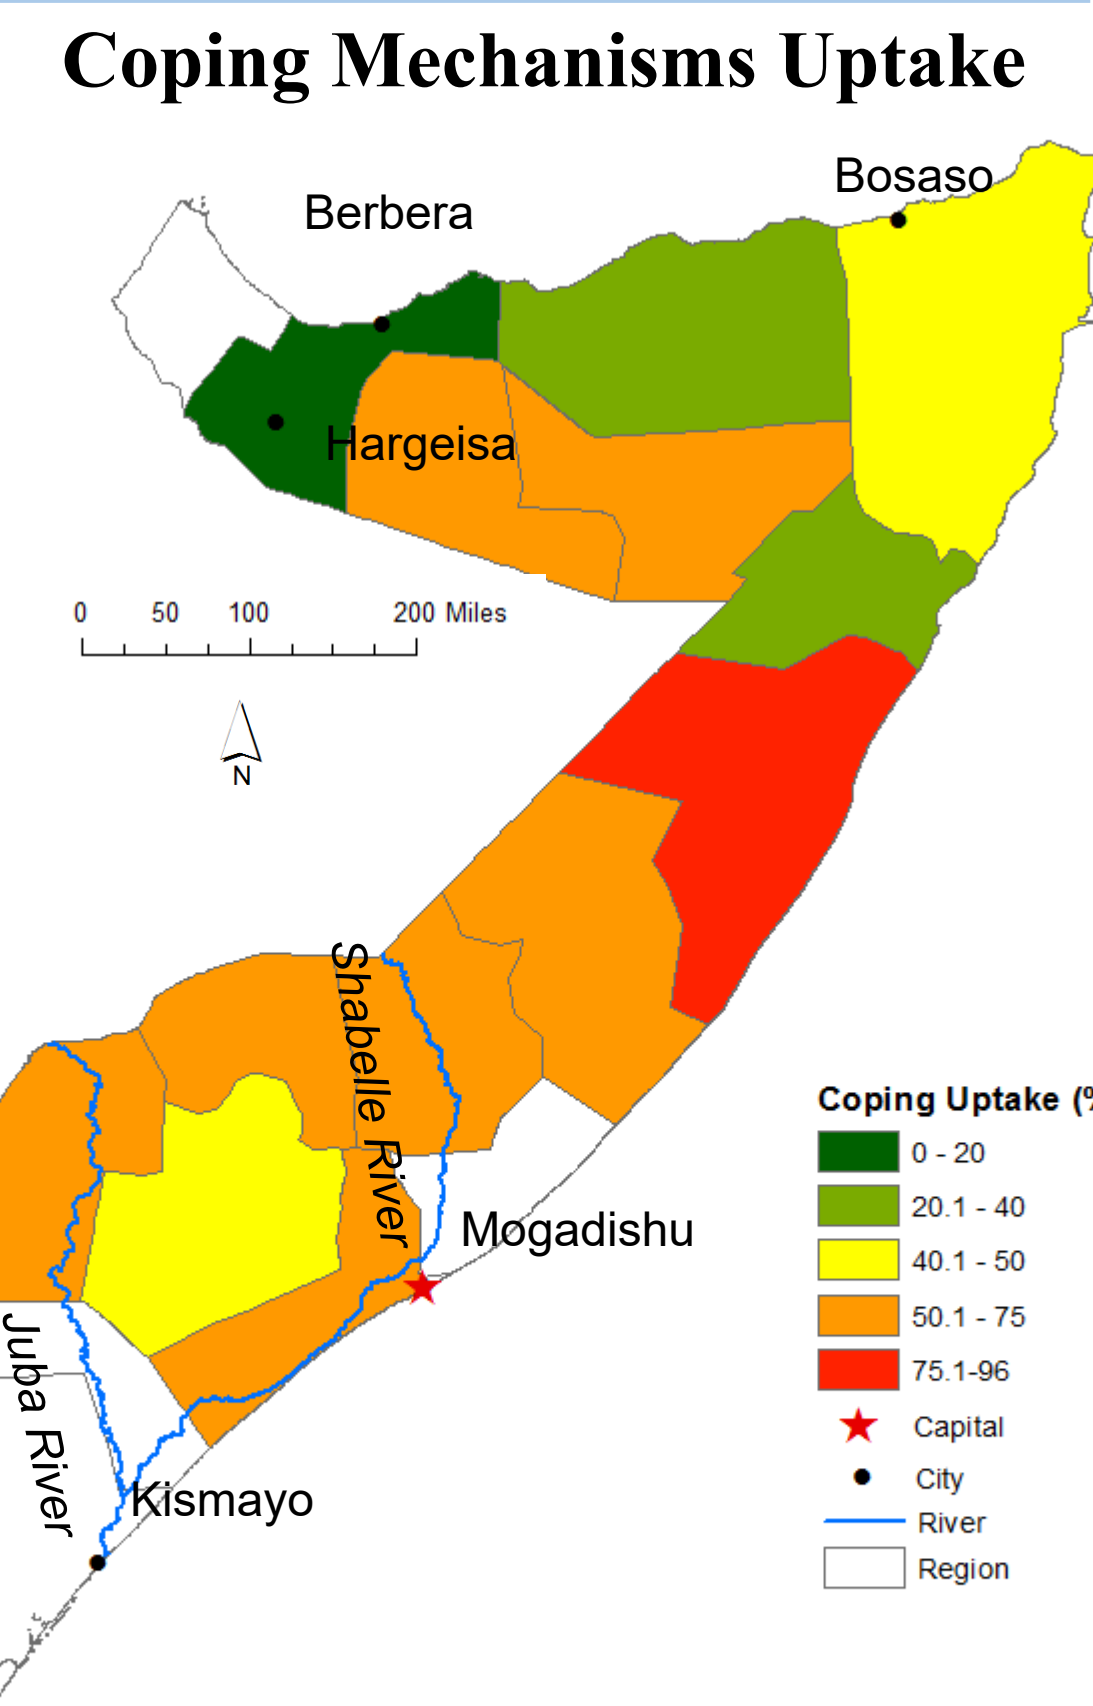 Coping Mechanisms Uptake
Bosaso
Berbera
Hargeisa
0 50 100 200 Miles
N
Shabelle River
Mogadishu
Juba River
Kismayo
Coping Uptake (%
0 - 20
20.1 - 40
40.1 - 50
50.1 - 75
75.1-96
Capital
City
River
Region